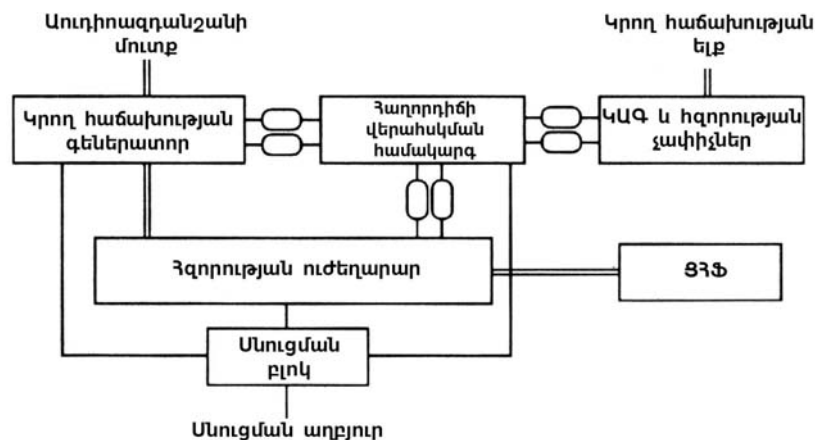 Աուդիոազդանշանի
մուտք
Կրող հաճախության
ելք
Կրող հաճախության
գեներատոր
Հաղորդիչի
վերահսկման
համակարգ
ԿԱԳ և հզորության
չափիչներ
Հզորության ուժեղարար
ՑՀՖ
Սնուցման
բլոկ
Սնուցման աղբյուր